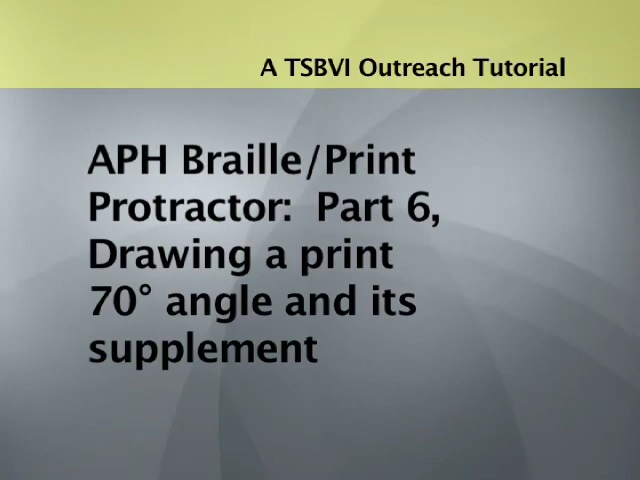 A TSBVI Outreach Tutorial
APH Braille/Print
Protractor:  Part 6,
Drawing a print
70° angle and its
supplement